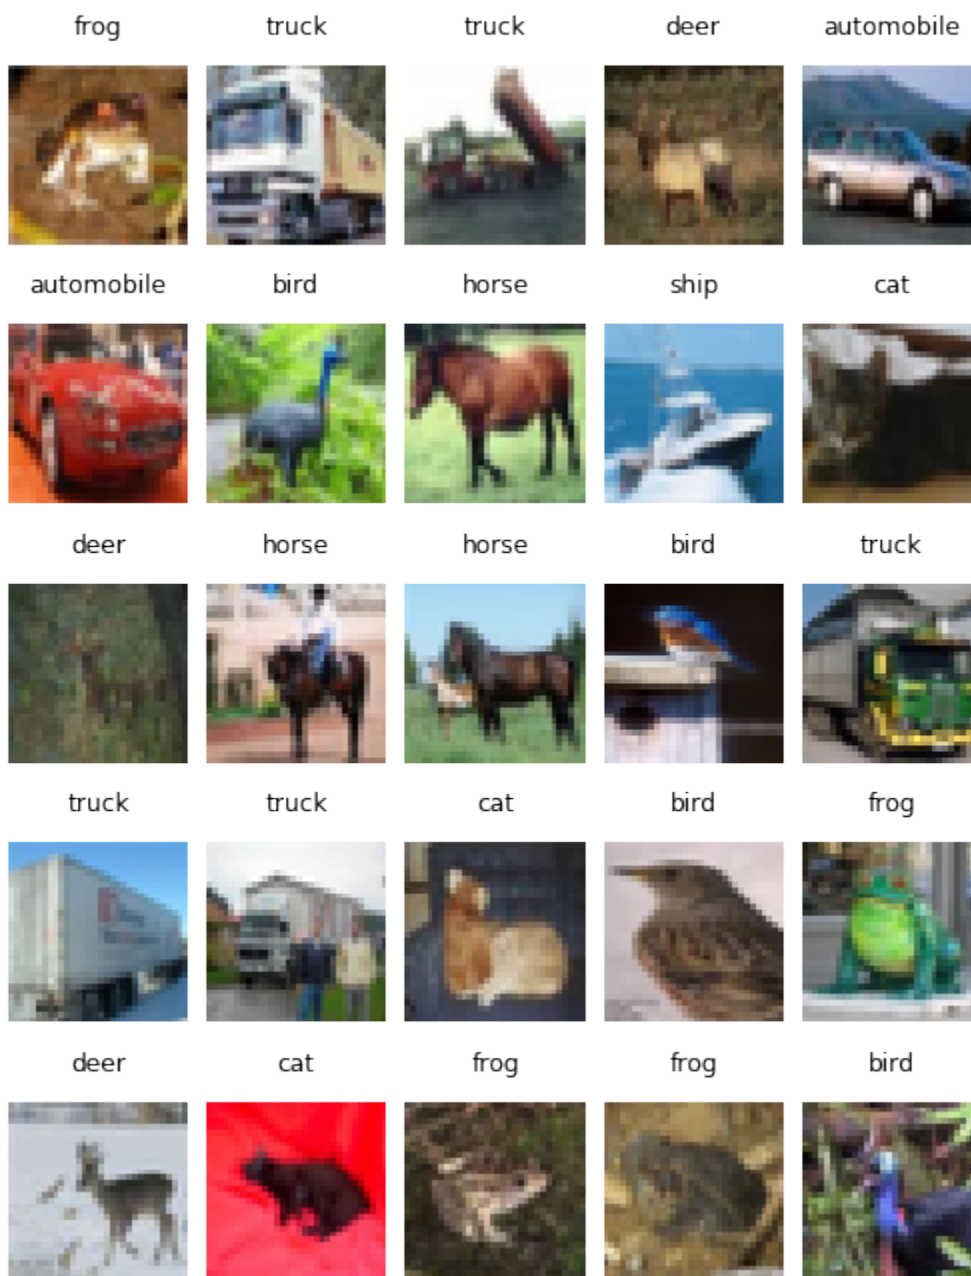 frog truck truck deer automobile
automobile bird horse ship cat
deer horse horse bird truck
truck truck cat bird frog
deer cat frog frog bird